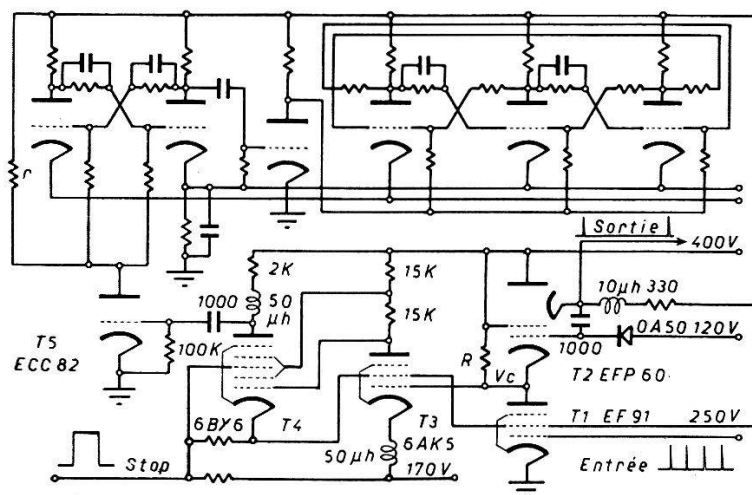 r
Sortie
400V
2K
15K
10µh 330
1000
50
µh
15K
T5
ECC 82
100K
R
Vc
1000
0A50 120V
T2 EFP 60
6BY6
T4
T3
T1 EF 91
250V
50µh
6AK5
Stop
170V
Entrée